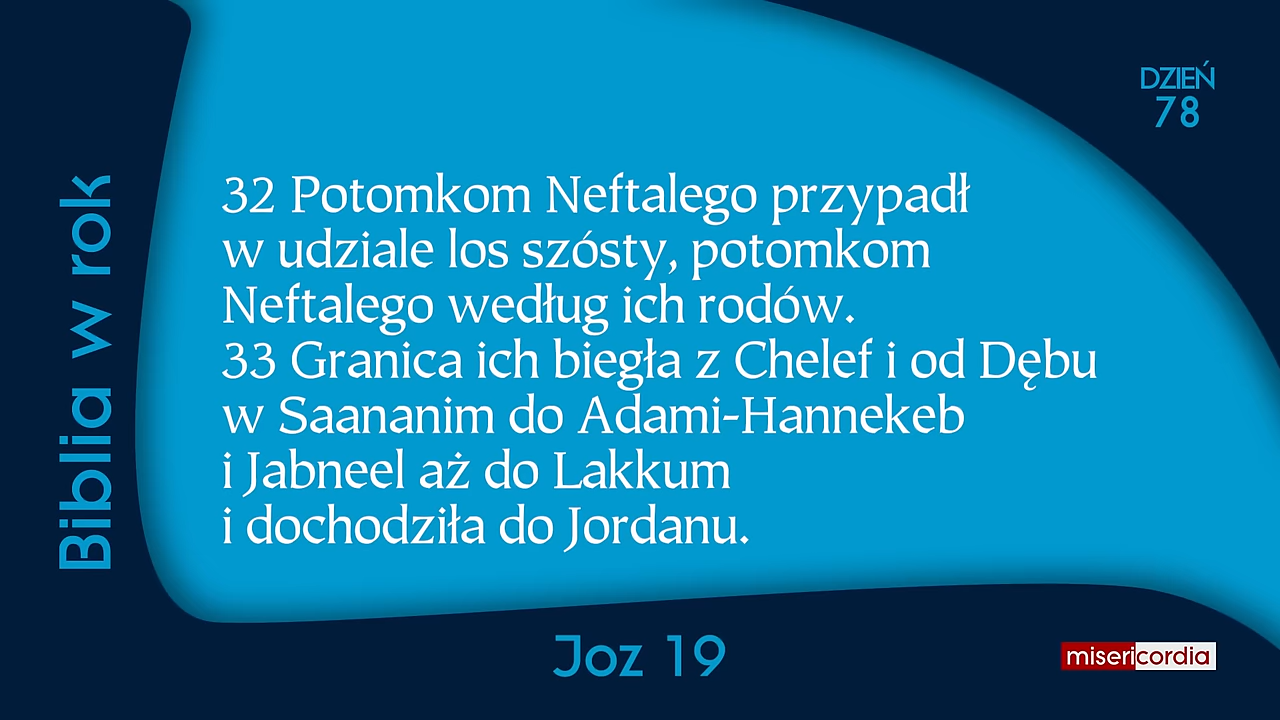 DZIEŃ
78
Biblia w rok
32 Potomkom Neftalego przypadł
w udziale los szósty, potomkom
Neftalego według ich rodów.
33 Granica ich biegła z Chelef i od Dębu
w Saananim do Adami-Hannekeb
i Jabneel aż do Lakkum
i dochodziła do Jordanu.
Joz 19
misericordia